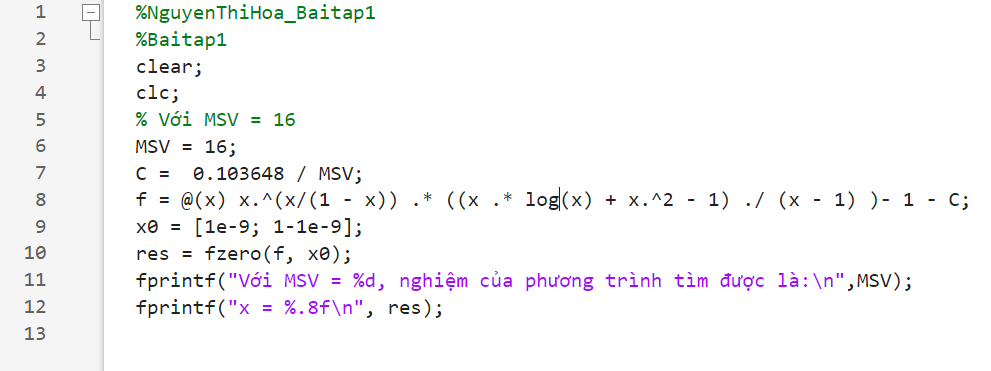 1 %NguyenThiHoa_Baitap1
2 %Baitap1
3 clear;
4 clc;
5 % Với MSV = 16
6 MSV = 16;
7 C =  0.103648 / MSV;
8 f = @(x) x.^(x/(1 - x)) .* ((x .* log(x) + x.^2 - 1) ./ (x - 1) )- 1 - C;
9 x0 = [1e-9; 1-1e-9];
10 res = fzero(f, x0);
11 fprintf("Với MSV = %d, nghiệm của phương trình tìm được là:\n",MSV);
12 fprintf("x = %.8f\n", res);
13